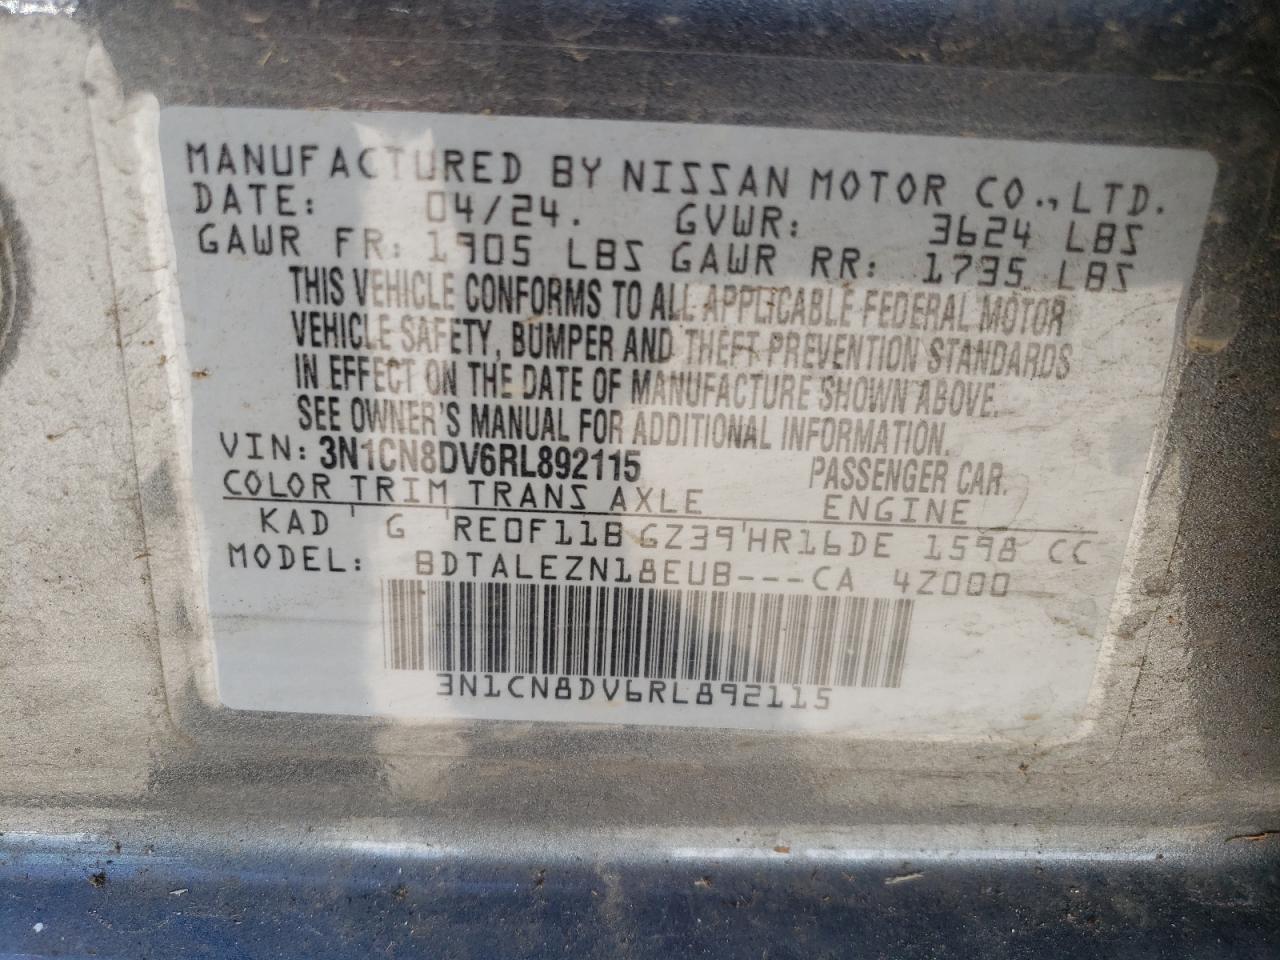 MANUFACTURED BY NISSAN MOTOR CO., LTD.
DATE: 04/24. GVWR: 3624 LBS
GAWR FR: 1905 LBS GAWR RR: 1735 LBS
THIS VEHICLE CONFORMS TO ALL APPLICABLE FEDERAL MOTOR
VEHICLE SAFETY, BUMPER AND THEFT PREVENTION STANDARDS
IN EFFECT ON THE DATE OF MANUFACTURE SHOWN ABOVE.
SEE OWNER'S MANUAL FOR ADDITIONAL INFORMATION.
VIN: 3N1CN8DV6RL892115 PASSENGER CAR.
COLOR TRIM TRANS AXLE ENGINE
KAD ' G ' RE0F11B GZ39'HR16DE 1598 CC
MODEL: BDTALEZN18EUB---CA 4Z000
3N1CN8DV6RL892115